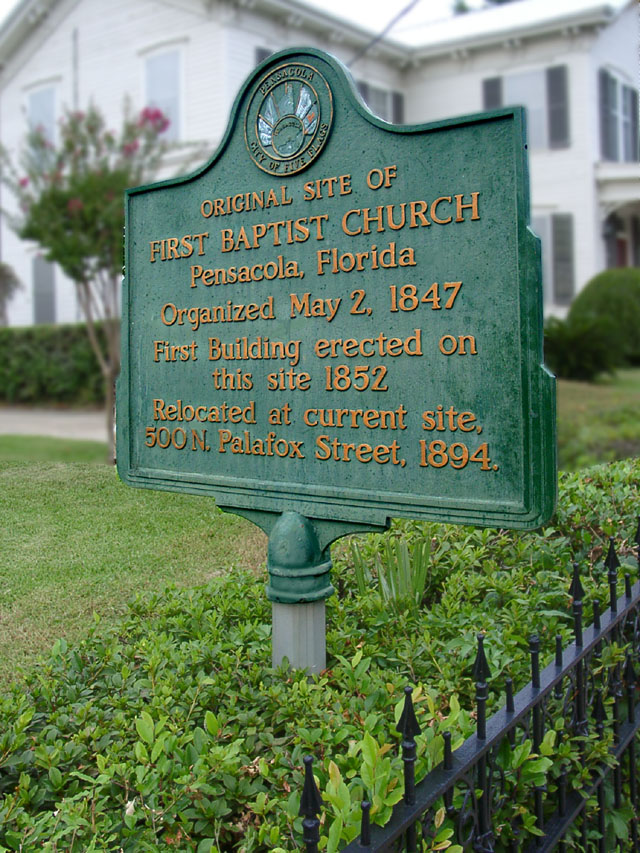 PENSACOLA
CITY OF FIVE FLAGS
ORIGINAL SITE OF
FIRST BAPTIST CHURCH
Pensacola, Florida
Organized May 2, 1847
First Building erected on
this site 1852
Relocated at current site,
500 N. Palafox Street, 1894.